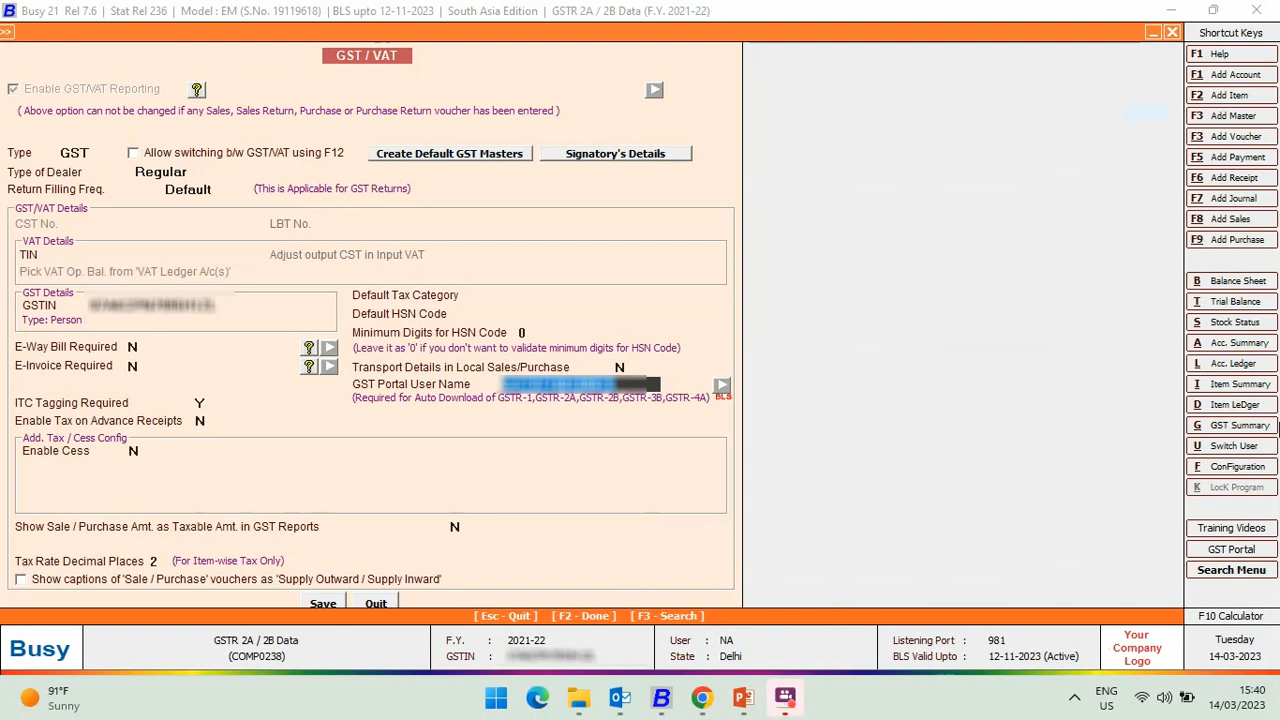 Busy 21 Rel 7.6 | Stat Rel 236 | Model : EM (S.No. 19119618) | BLS upto 12-11-2023 | South Asia Edition | GSTR 2A / 2B Data (F.Y. 2021-22)
>>
Shortcut Keys
GST / VAT
F1 Help
Enable GST/VAT Reporting ?
F1 Add Account
F2 Add Item
( Above option can not be changed if any Sales, Sales Return, Purchase or Purchase Return voucher has been entered )
F3 Add Master
F3 Add Voucher
Type GST Allow switching b/w GST/VAT using F12 Create Default GST Masters Signatory's Details
F5 Add Payment
Type of Dealer Regular
F6 Add Receipt
Return Filling Freq. Default (This is Applicable for GST Returns)
F7 Add Journal
GST/VAT Details
F8 Add Sales
CST No. LBT No.
F9 Add Purchase
VAT Details
TIN Adjust output CST in Input VAT
Pick VAT Op. Bal. from 'VAT Ledger A/c(s)'
B Balance Sheet
GST Details
Default Tax Category
GSTIN
T Trial Balance
Default HSN Code
Type: Person
S Stock Status
Minimum Digits for HSN Code 0
A Acc. Summary
E-Way Bill Required N ?
(Leave it as '0' if you don't want to validate minimum digits for HSN Code)
L Acc. Ledger
E-Invoice Required N ?
Transport Details in Local Sales/Purchase N
I Item Summary
GST Portal User Name
(Required for Auto Download of GSTR-1,GSTR-2A,GSTR-2B,GSTR-3B,GSTR-4A) BLS
ITC Tagging Required Y
D Item LeDger
Enable Tax on Advance Receipts N
G GST Summary
Add. Tax / Cess Config
U Switch User
Enable Cess N
F ConFiguration
K LocK Program
Show Sale / Purchase Amt. as Taxable Amt. in GST Reports N
Training Videos
GST Portal
Tax Rate Decimal Places 2 (For Item-wise Tax Only)
Search Menu
Show captions of 'Sale / Purchase' vouchers as 'Supply Outward / Supply Inward'
Save Quit
[ Esc - Quit ] [ F2 - Done ] [ F3 - Search ]
F10 Calculator
Busy
GSTR 2A / 2B Data
(COMP0238)
F.Y. : 2021-22
GSTIN :
User : NA
State : Delhi
Listening Port : 981
BLS Valid Upto : 12-11-2023 (Active)
Your
Company
Logo
Tuesday
14-03-2023
91°F
Sunny
ENG
US
15:40
14/03/2023